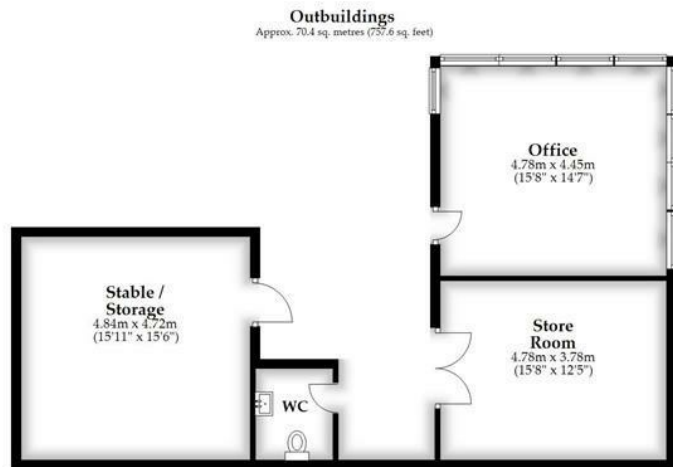 Outbuildings
Approx. 70.4 sq. metres (757.6 sq. feet)
Office
4.78m x 4.45m
(15'8" x 14'7")
Stable /
Storage
4.84m x 4.72m
(15'11" x 15'6")
Store
Room
4.78m x 3.78m
(15'8" x 12'5")
WC